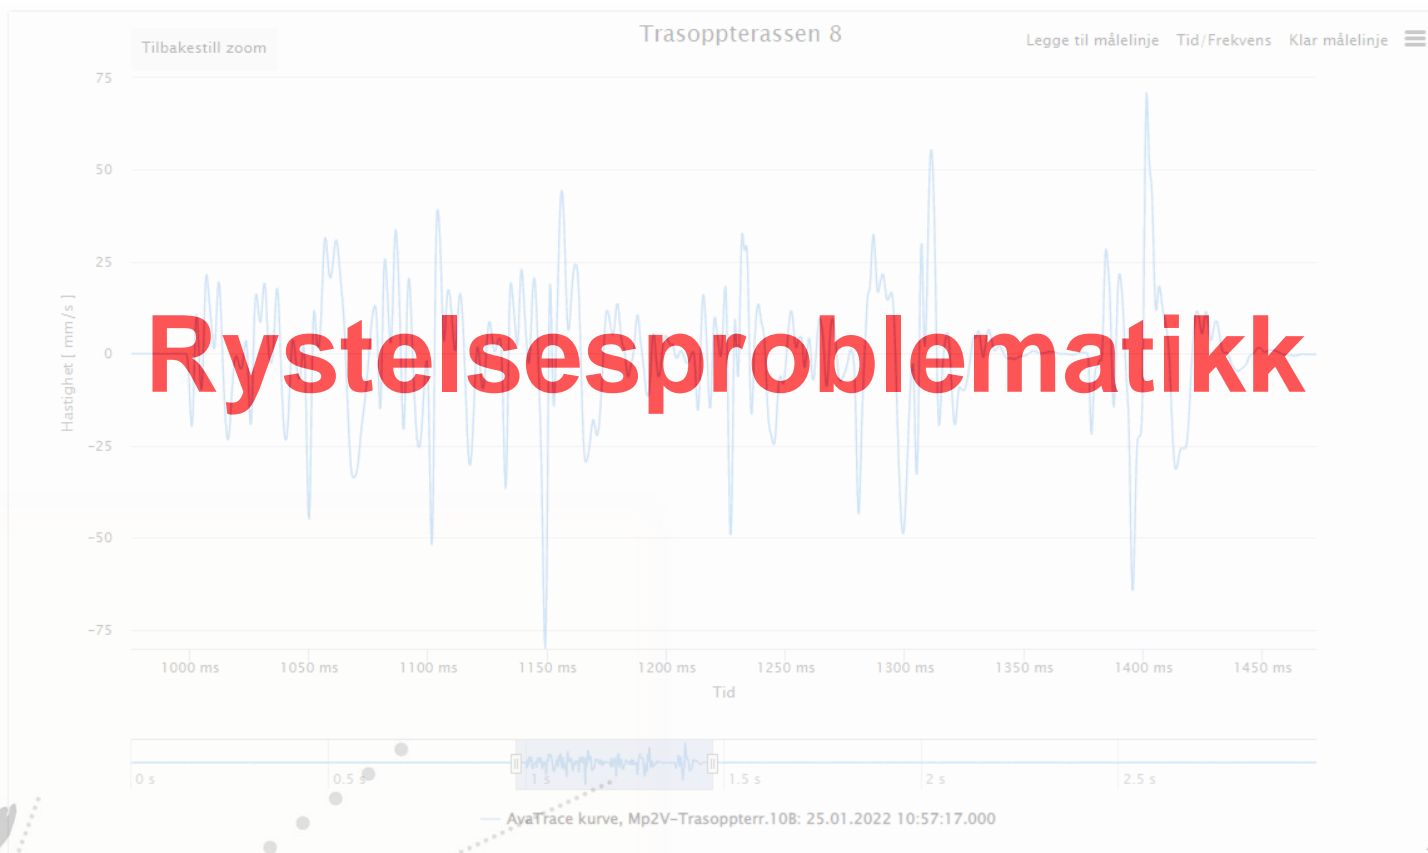 Trasoppterassen 8
Tilbakestill zoom
Legge til målelinje Tid/Frekvens Klar målelinje
75
50
25
0
−25
−50
−75
Hastighet [ mm/s ]
Rystelsesproblematikk
1000 ms 1050 ms 1100 ms 1150 ms 1200 ms 1250 ms 1300 ms 1350 ms 1400 ms 1450 ms
Tid
0 s 0.5 s 1 s 1.5 s 2 s 2.5 s
AvaTrace kurve, Mp2V-Trasoppterr.10B: 25.01.2022 10:57:17.000